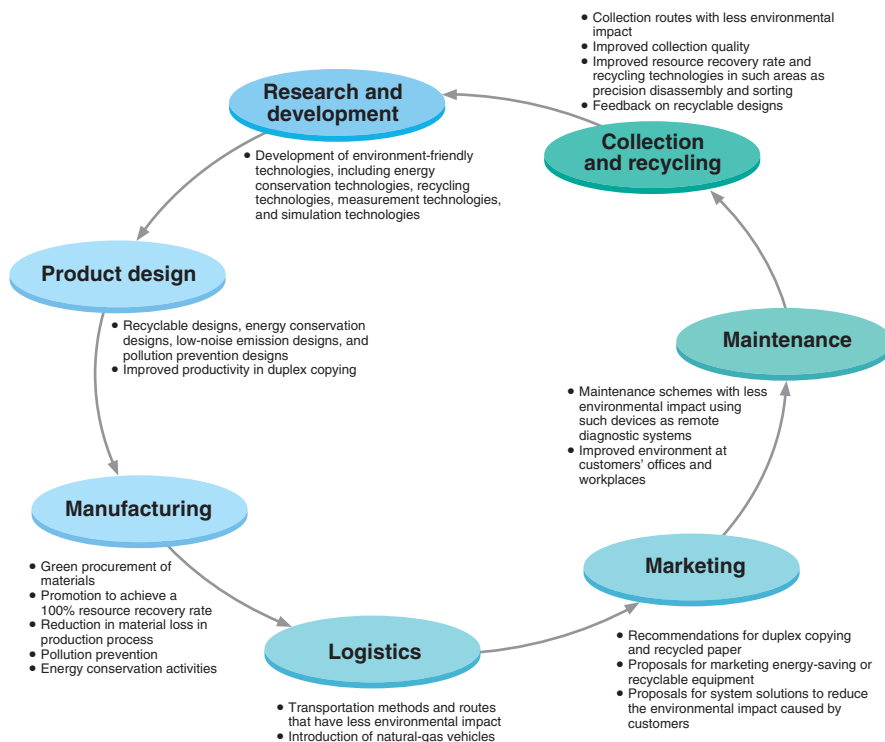 • Collection routes with less environmental
impact
• Improved collection quality
• Improved resource recovery rate and
recycling technologies in such areas as
precision disassembly and sorting
• Feedback on recyclable designs
Research and
development
Collection
and recycling
• Development of environment-friendly
technologies, including energy
conservation technologies, recycling
technologies, measurement technologies,
and simulation technologies
Product design
• Recyclable designs, energy conservation
designs, low-noise emission designs, and
pollution prevention designs
• Improved productivity in duplex copying
Maintenance
• Maintenance schemes with less
environmental impact using
such devices as remote
diagnostic systems
• Improved environment at
customers’ offices and
workplaces
Manufacturing
• Green procurement of
materials
• Promotion to achieve a
100% resource recovery rate
• Reduction in material loss in
production process
• Pollution prevention
• Energy conservation activities
Marketing
• Recommendations for duplex copying
and recycled paper
• Proposals for marketing energy-saving or
recyclable equipment
• Proposals for system solutions to reduce
the environmental impact caused by
customers
Logistics
• Transportation methods and routes
that have less environmental impact
• Introduction of natural-gas vehicles